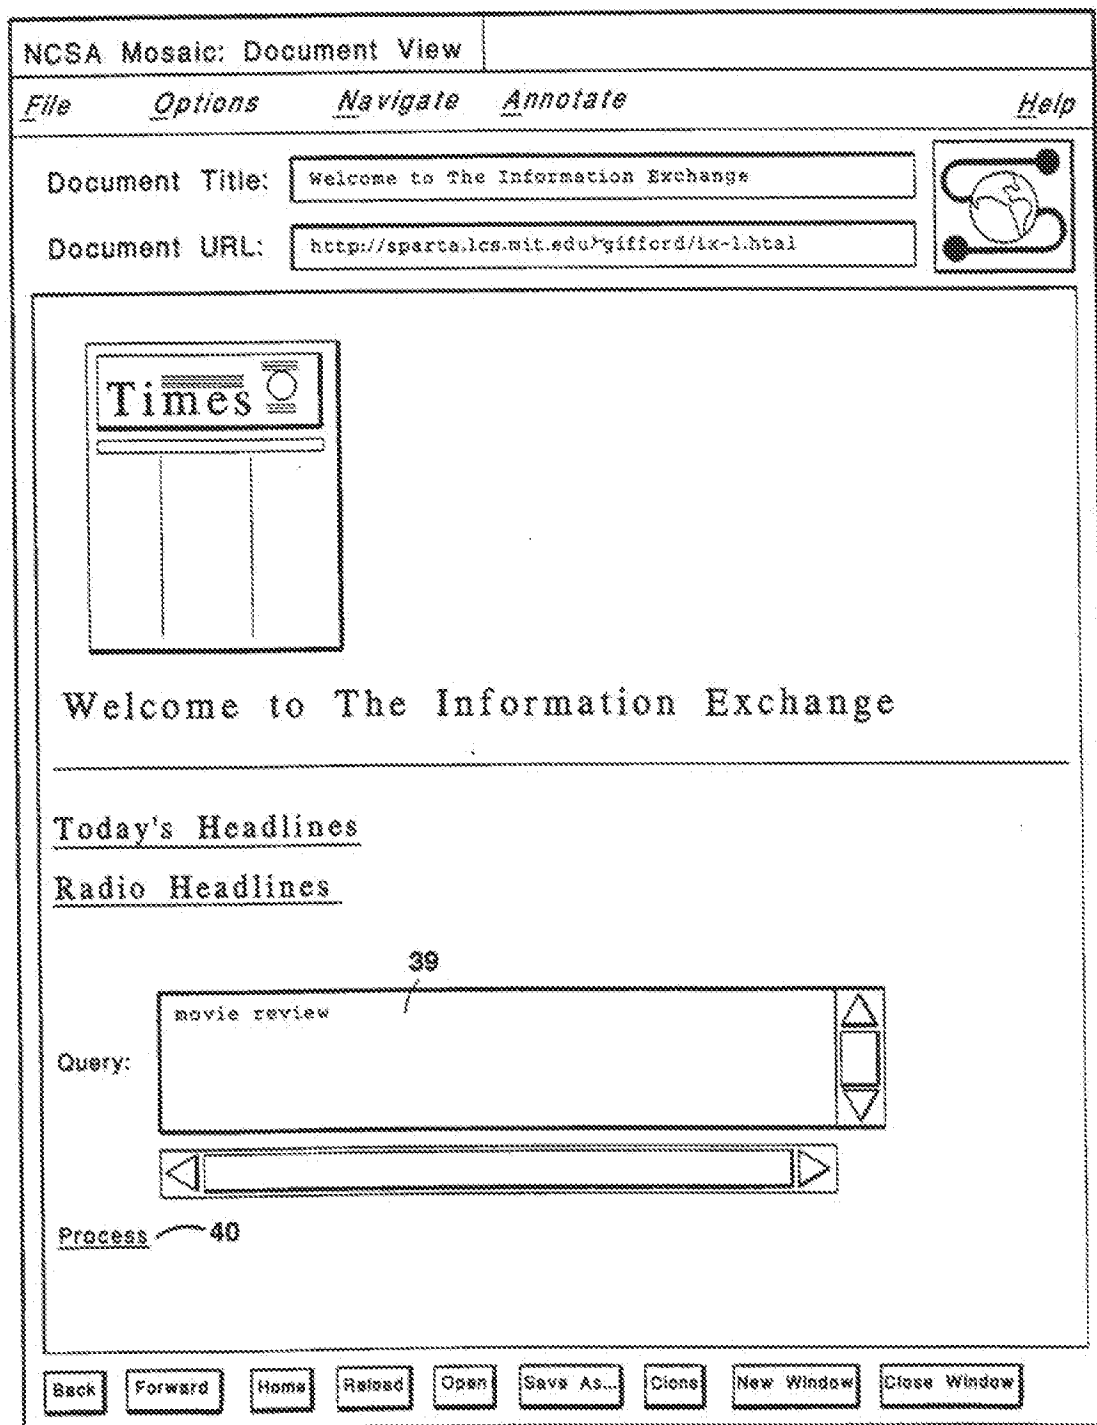 NCSA Mosaic: Document View
File Options Navigate Annotate Help
Document Title: Welcome to The Information Exchange
Document URL: http://sparta.lcs.mit.edu/~gifford/ix-1.html
Times
Welcome to The Information Exchange
Today's Headlines
Radio Headlines
39
movie review
Query:
Process 40
Back Forward Home Reload Open Save As... Clone New Window Close Window